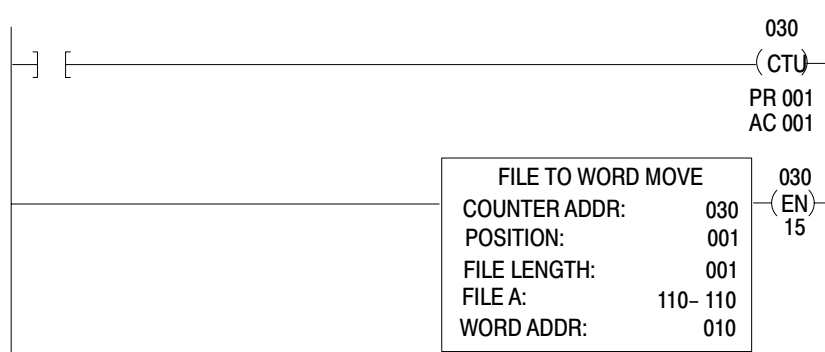 030
CTU
PR 001
AC 001
FILE TO WORD MOVE
COUNTER ADDR: 030
POSITION: 001
FILE LENGTH: 001
FILE A: 110– 110
WORD ADDR: 010
030
EN
15